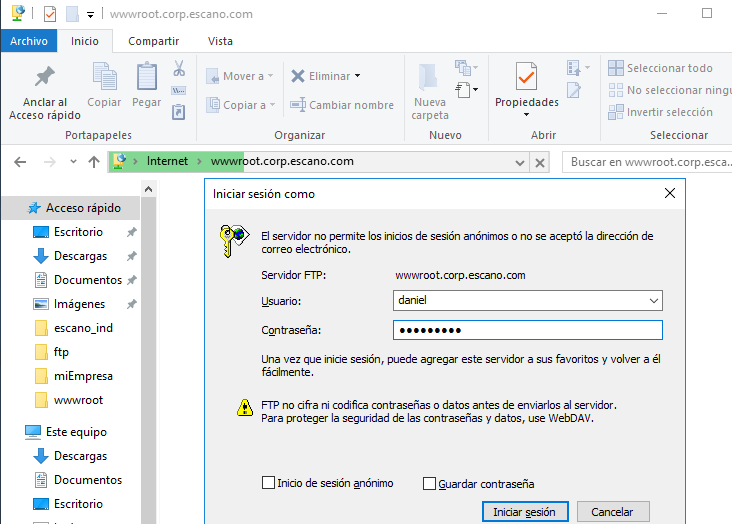 wwwroot.corp.escano.com
Archivo Inicio Compartir Vista
Anclar al Acceso rápido
Copiar
Pegar
Mover a
Copiar a
Eliminar
Cambiar nombre
Nueva carpeta
Propiedades
Seleccionar todo
No seleccionar ningu
Invertir selección
Portapapeles Organizar Nuevo Abrir Seleccionar
Internet wwwroot.corp.escano.com
Buscar en wwwroot.corp.esca...
Acceso rápido
Escritorio
Descargas
Documentos
Imágenes
escano_ind
ftp
miEmpresa
wwwroot
Este equipo
Descargas
Documentos
Escritorio
Iniciar sesión como
El servidor no permite los inicios de sesión anónimos o no se aceptó la dirección de
correo electrónico.
Servidor FTP: wwwroot.corp.escano.com
Usuario: daniel
Contraseña: •••••••••
Una vez que inicie sesión, puede agregar este servidor a sus favoritos y volver a él
fácilmente.
FTP no cifra ni codifica contraseñas o datos antes de enviarlos al servidor.
Para proteger la seguridad de las contraseñas y datos, use WebDAV.
Inicio de sesión anónimo Guardar contraseña
Iniciar sesión Cancelar